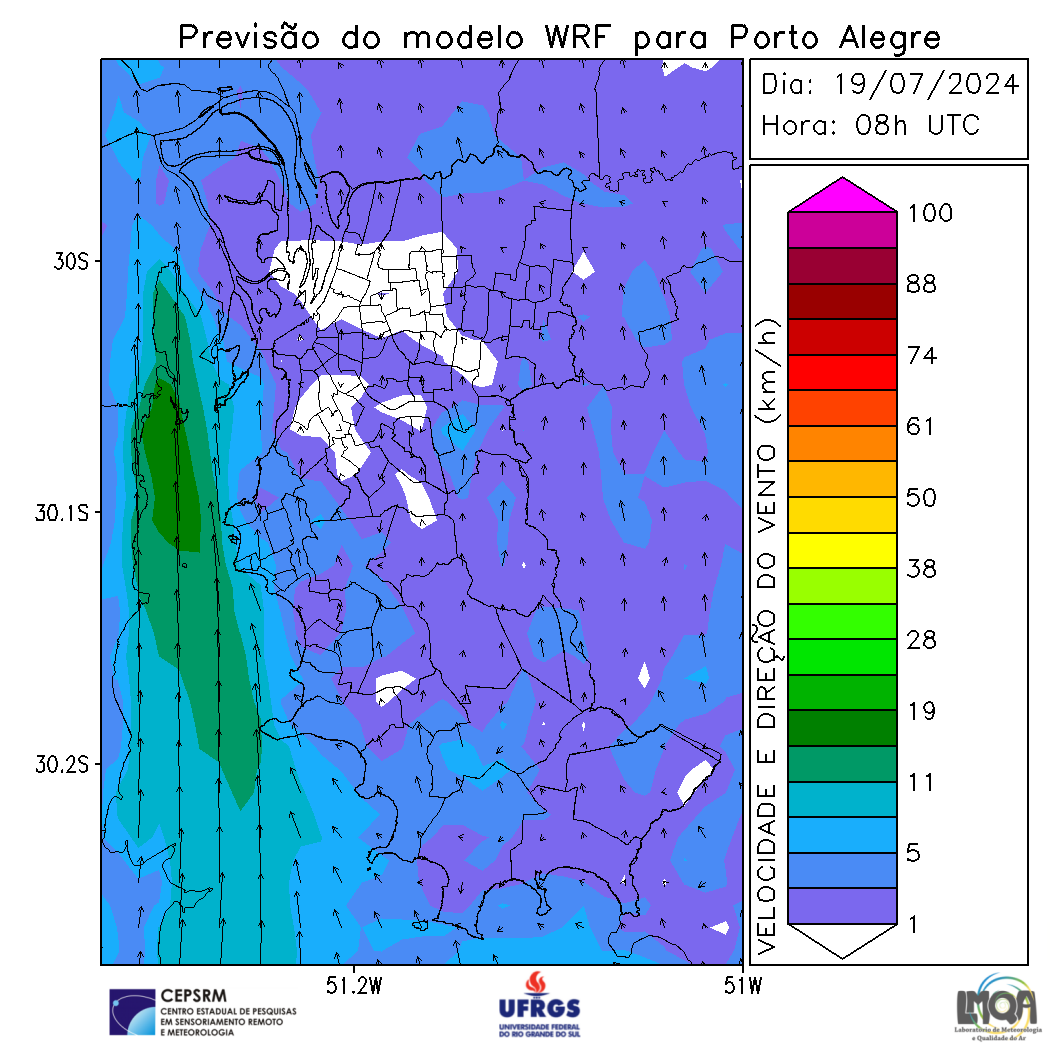 Previsão do modelo WRF para Porto Alegre
Dia: 19/07/2024
Hora: 08h UTC
30S
30.1S
30.2S
51.2W
51W
VELOCIDADE E DIREÇÃO DO VENTO (km/h)
100
88
74
61
50
38
28
19
11
5
1
CEPSRM
CENTRO ESTADUAL DE PESQUISAS
EM SENSORIAMENTO REMOTO
E METEOROLOGIA
UFRGS
UNIVERSIDADE FEDERAL
DO RIO GRANDE DO SUL
LMQA
Laboratório de Meteorologia
e Qualidade do Ar